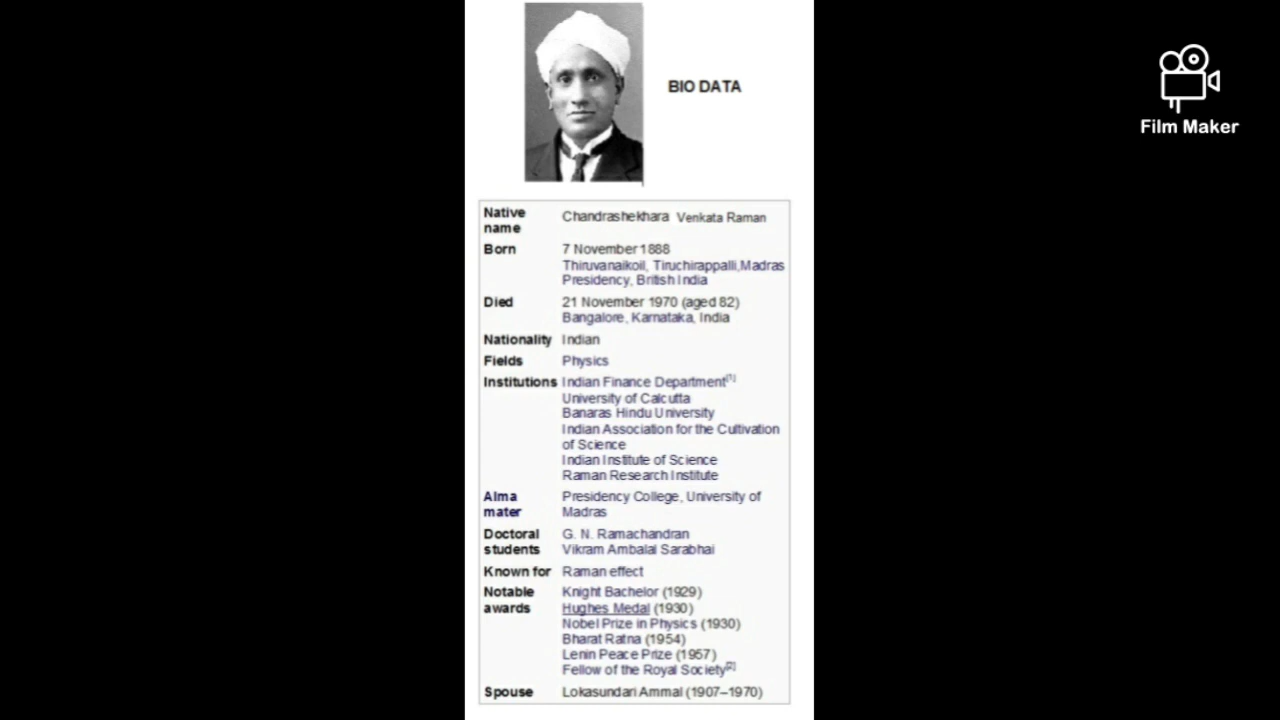 BIO DATA
Film Maker
Native name
Chandrashekhara Venkata Raman
Born
7 November 1888
Thiruvanaikoil, Tiruchirappalli,Madras
Presidency, British India
Died
21 November 1970 (aged 82)
Bangalore, Karnataka, India
Nationality Indian
Fields Physics
Institutions Indian Finance Department[1]
University of Calcutta
Banaras Hindu University
Indian Association for the Cultivation
of Science
Indian Institute of Science
Raman Research Institute
Alma mater
Presidency College, University of
Madras
Doctoral students
G. N. Ramachandran
Vikram Ambalal Sarabhai
Known for Raman effect
Notable awards
Knight Bachelor (1929)
Hughes Medal (1930)
Nobel Prize in Physics (1930)
Bharat Ratna (1954)
Lenin Peace Prize (1957)
Fellow of the Royal Society[2]
Spouse Lokasundari Ammal (1907–1970)